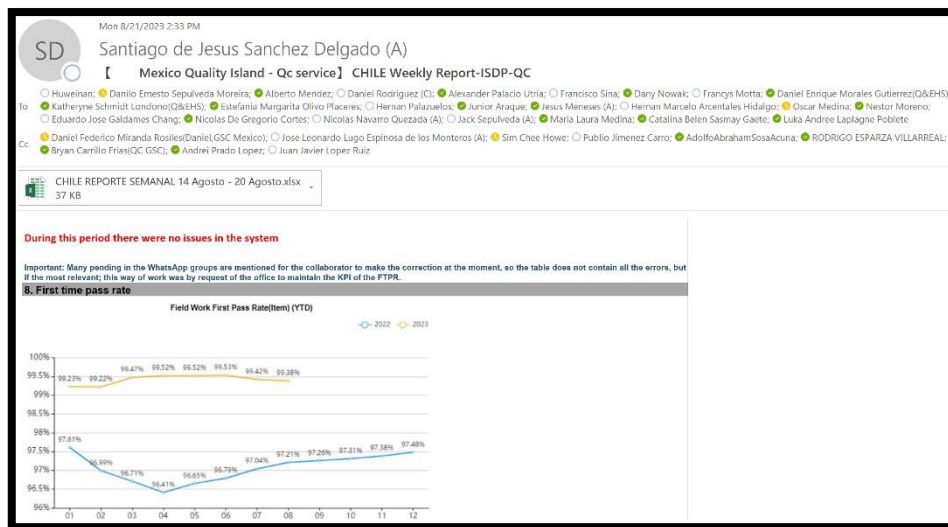 Mon 8/21/2023 2:33 PM
SD
Santiago de Jesus Sanchez Delgado (A)
【 Mexico Quality Island - Qc service】 CHILE Weekly Report-ISDP-QC
To
Huweinan; Danilo Ernesto Sepulveda Moreira; Alberto Mendez; Daniel Rodriguez (C); Alexander Palacio Utria; Francisco Sina; Dany Nowak; Francys Motta; Daniel Enrique Morales Gutierrez(Q&EHS)
Katheryne Schmidt Londono(Q&EHS); Estefania Margarita Olivo Placeres; Hernan Palazuelos; Junior Araque; Jesus Meneses (A); Hernan Marcelo Arcentales Hidalgo; Oscar Medina; Nestor Moreno;
Eduardo Jose Galdames Chang; Nicolas De Gregorio Cortes; Nicolas Navarro Quezada (A); Jack Sepulveda (A); Maria Laura Medina; Catalina Belen Sasmay Gaete; Luka Andree Laplagne Poblete
Cc
Daniel Federico Miranda Rosiles(Daniel,GSC Mexico); Jose Leonardo Lugo Espinosa de los Monteros (A); Sim Chee Howe; Publio Jimenez Carro; AdolfoAbrahamSosaAcuna; RODRIGO ESPARZA VILLARREAL;
Bryan Carrillo Frias(QC GSC); Andrei Prado Lopez; Juan Javier Lopez Ruiz
CHILE REPORTE SEMANAL 14 Agosto - 20 Agosto.xlsx
37 KB
During this period there were no issues in the system
Important: Many pending in the WhatsApp groups are mentioned for the collaborator to make the correction at the moment, so the table does not contain all the errors, but
if the most relevant; this way of work was by request of the office to maintain the KPI of the FTPR.
8. First time pass rate
Field Work First Pass Rate(Item) (YTD)
2022 2023
100%
99.5%
99%
98.5%
98%
97.5%
97%
96.5%
96%
99.23% 99.22% 99.47% 99.52% 99.52% 99.53% 99.42% 99.38%
97.61% 96.99% 96.71% 96.41% 96.65% 96.79% 97.04% 97.21% 97.26% 97.31% 97.38% 97.48%
01 02 03 04 05 06 07 08 09 10 11 12